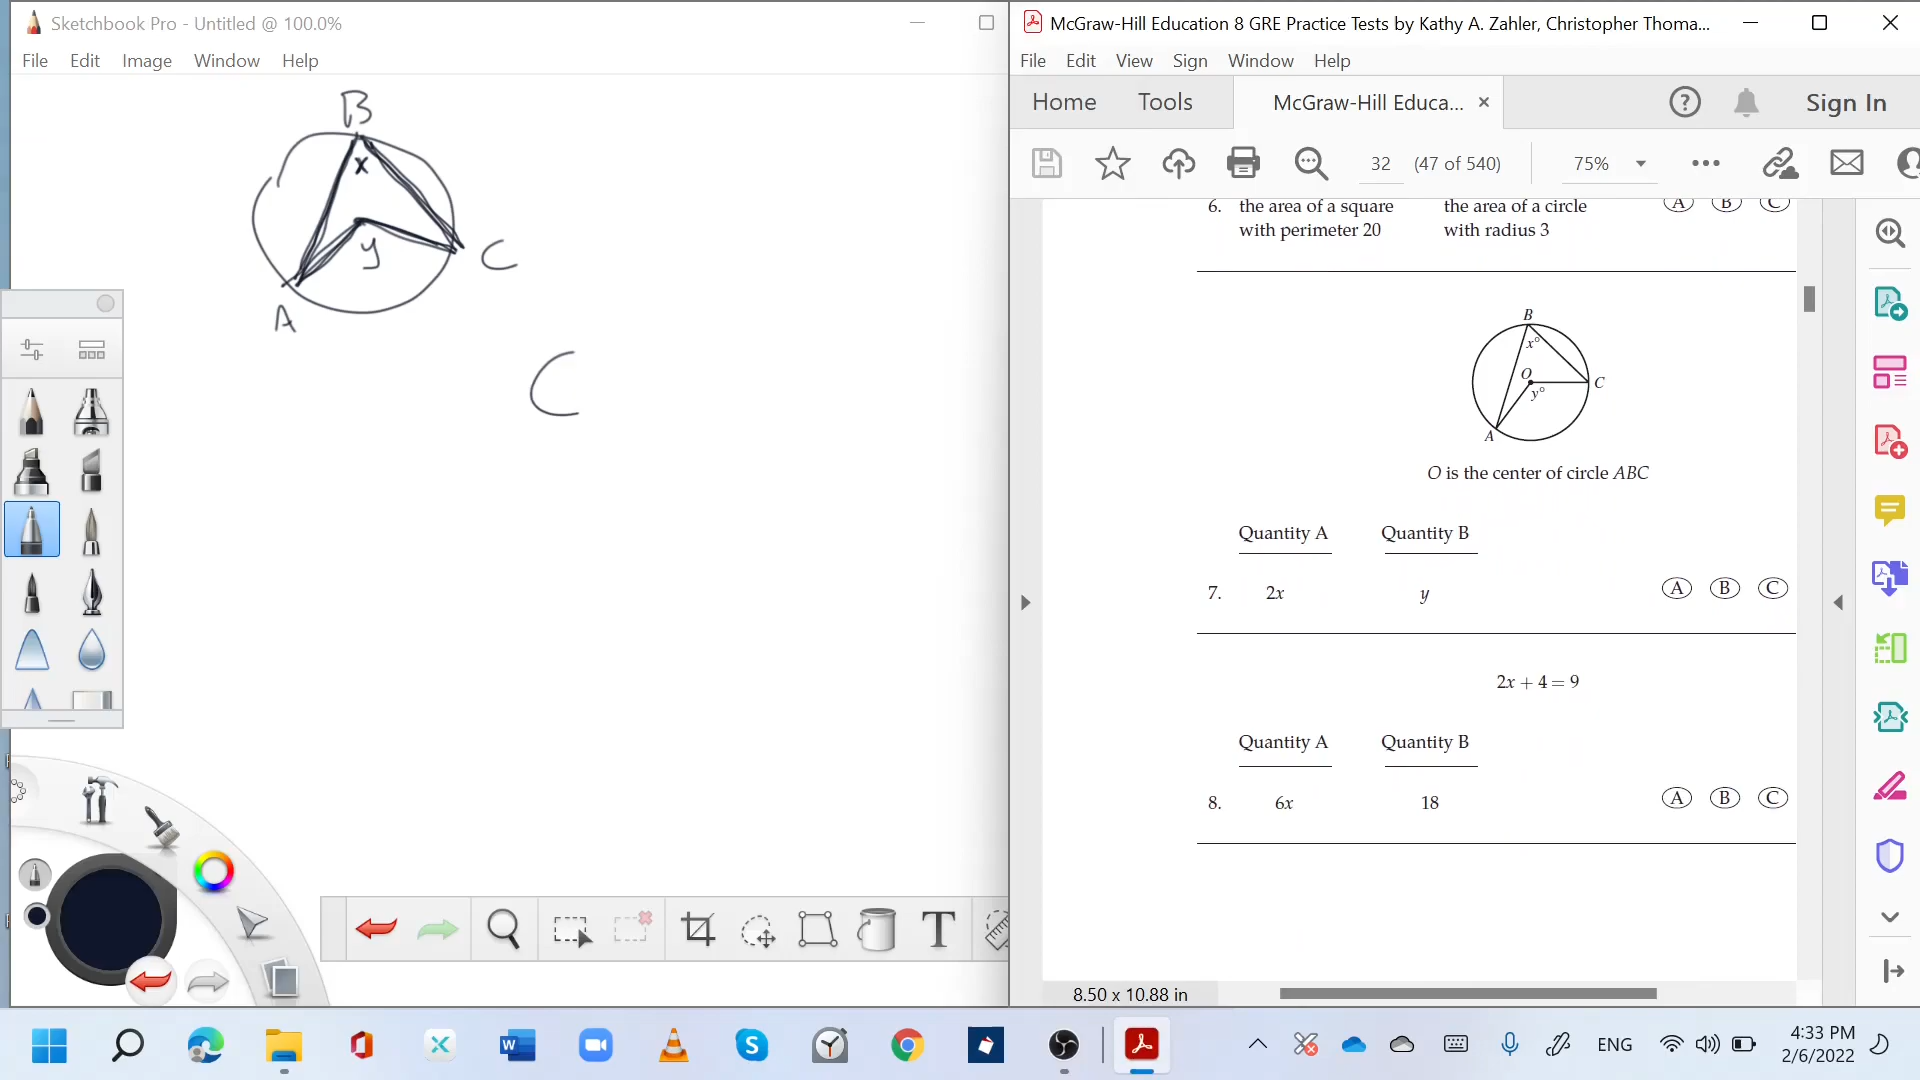 Sketchbook Pro - Untitled @ 100.0%
File Edit Image Window Help
B
x
y
C
A
C
McGraw-Hill Education 8 GRE Practice Tests by Kathy A. Zahler, Christopher Thoma...
File Edit View Sign Window Help
Home Tools McGraw-Hill Educa... × Sign In
32 (47 of 540) 75%
6. the area of a square the area of a circle A B C
with perimeter 20 with radius 3
B
x°
O
C
y°
A
O is the center of circle ABC
Quantity A Quantity B
7. 2x y A B C
2x + 4 = 9
Quantity A Quantity B
8. 6x 18 A B C
8.50 x 10.88 in
T
ENG 4:33 PM
2/6/2022